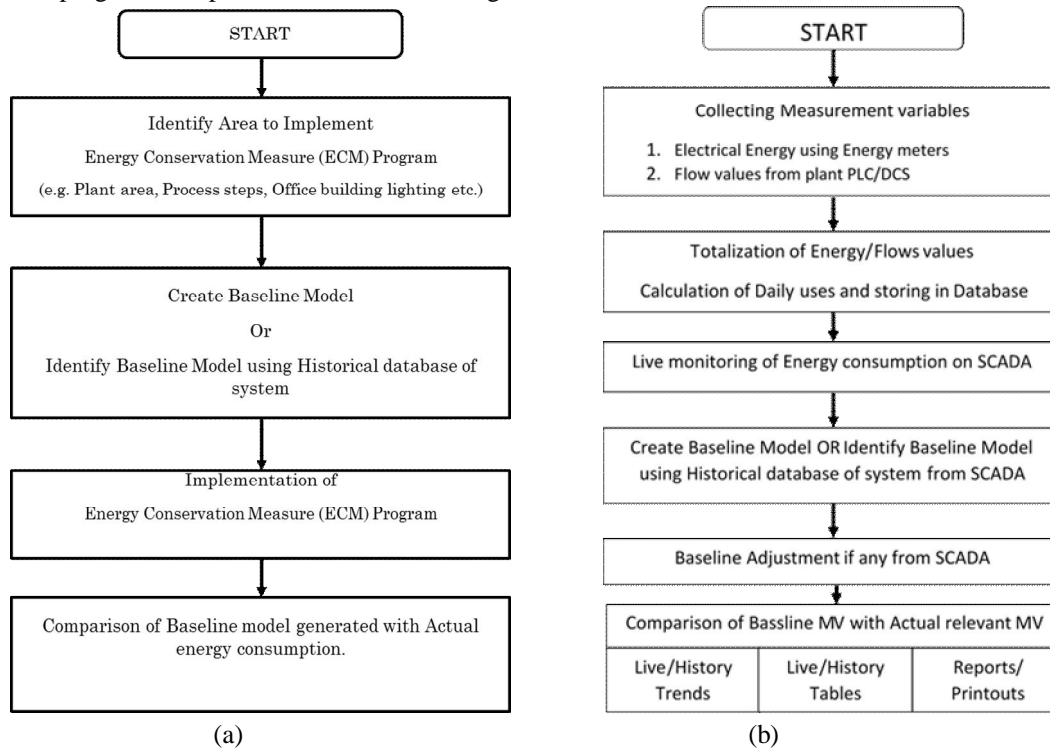 START
Identify Area to Implement
Energy Conservation Measure (ECM) Program
(e.g. Plant area, Process steps, Office building lighting etc.)
Create Baseline Model
Or
Identify Baseline Model using Historical database of
system
Implementation of
Energy Conservation Measure (ECM) Program
Comparison of Baseline model generated with Actual
energy consumption.
(a)
START
Collecting Measurement variables
1. Electrical Energy using Energy meters
2. Flow values from plant PLC/DCS
Totalization of Energy/Flows values
Calculation of Daily uses and storing in Database
Live monitoring of Energy consumption on SCADA
Create Baseline Model OR Identify Baseline Model
using Historical database of system from SCADA
Baseline Adjustment if any from SCADA
Comparison of Bassline MV with Actual relevant MV
Live/History
Trends
Live/History
Tables
Reports/
Printouts
(b)